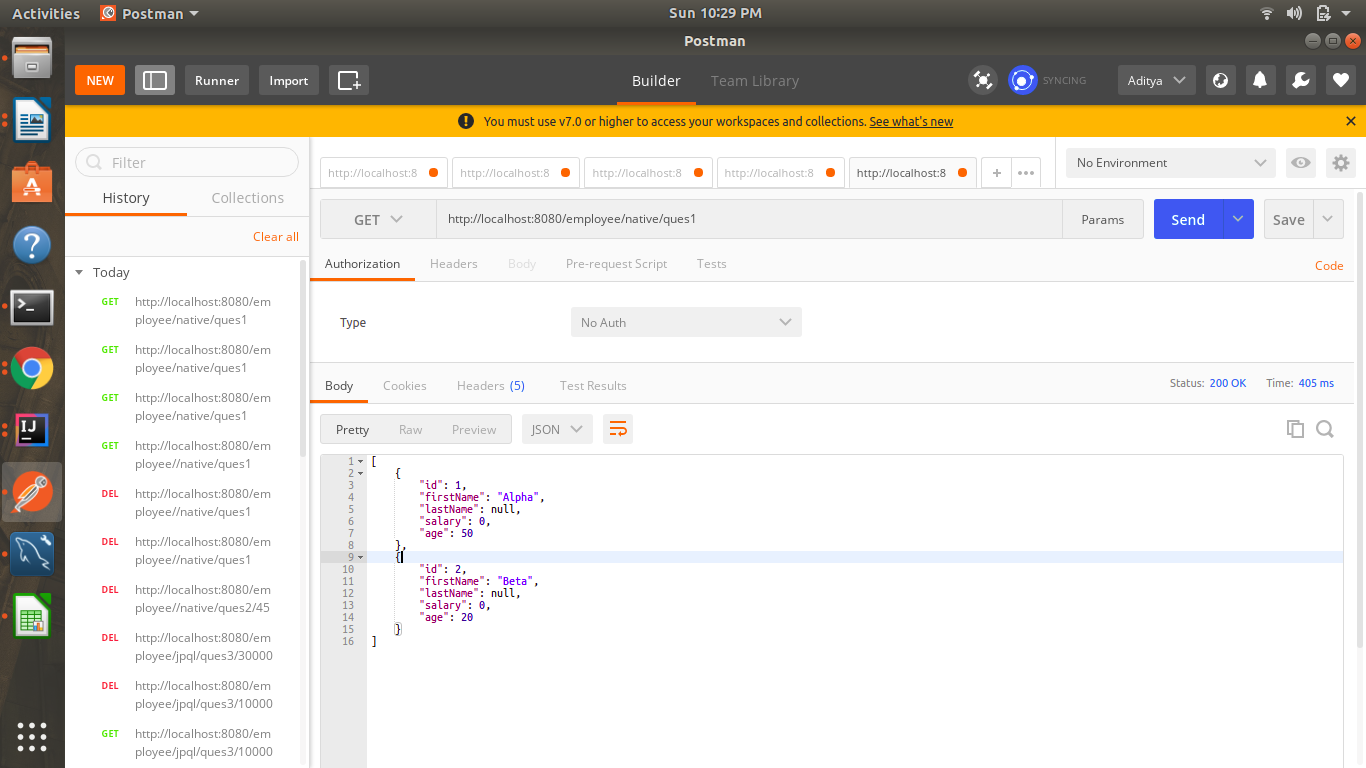 Activities Postman Sun 10:29 PM
Postman
NEW Runner Import Builder Team Library SYNCING Aditya
You must use v7.0 or higher to access your workspaces and collections. See what's new
Filter
History Collections
Clear all
Today
GET http://localhost:8080/em
ployee/native/ques1
GET http://localhost:8080/em
ployee/native/ques1
GET http://localhost:8080/em
ployee/native/ques1
GET http://localhost:8080/em
ployee//native/ques1
DEL http://localhost:8080/em
ployee//native/ques1
DEL http://localhost:8080/em
ployee//native/ques1
DEL http://localhost:8080/em
ployee//native/ques2/45
DEL http://localhost:8080/em
ployee/jpql/ques3/30000
DEL http://localhost:8080/em
ployee/jpql/ques3/10000
GET http://localhost:8080/em
ployee/jpql/ques3/10000
http://localhost:8 http://localhost:8 http://localhost:8 http://localhost:8 http://localhost:8 + ••• No Environment
GET http://localhost:8080/employee/native/ques1 Params Send Save
Authorization Headers Body Pre-request Script Tests Code
Type No Auth
Body Cookies Headers (5) Test Results Status: 200 OK Time: 405 ms
Pretty Raw Preview JSON
1 [
2 {
3 "id": 1,
4 "firstName": "Alpha",
5 "lastName": null,
6 "salary": 0,
7 "age": 50
8 },
9 {
10 "id": 2,
11 "firstName": "Beta",
12 "lastName": null,
13 "salary": 0,
14 "age": 20
15 }
16 ]